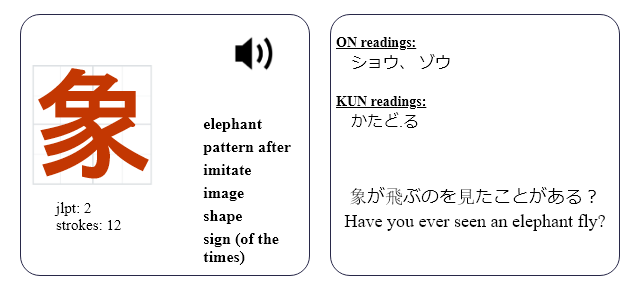 象
jlpt: 2
strokes: 12
elephant
pattern after
imitate
image
shape
sign (of the
times)
ON readings:
ショウ、 ゾウ
KUN readings:
かたど.る
象が飛ぶのを見たことがある？
Have you ever seen an elephant fly?